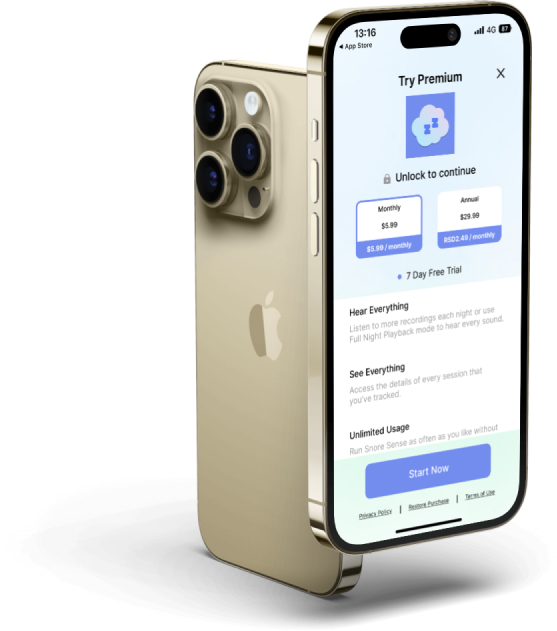 13:16
4G 87
◀ App Store
Try Premium
X
Unlock to continue
Monthly
$5.99
$5.99 / monthly
Annual
$29.99
RSD2.49 / monthly
7 Day Free Trial
Hear Everything
Listen to more recordings each night or use
Full Night Playback mode to hear every sound.
See Everything
Access the details of every session that
you've tracked.
Unlimited Usage
Run Snore Sense as often as you like without
Start Now
Privacy Policy | Restore Purchase | Terms of Use